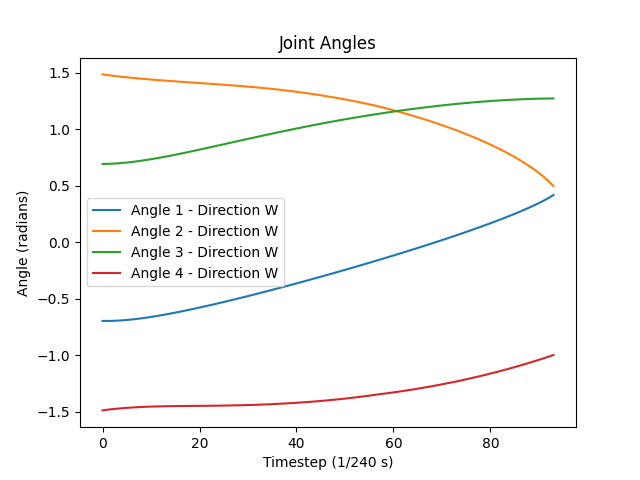 Joint Angles
Angle (radians)
1.5
1.0
0.5
0.0
−0.5
−1.0
−1.5
Angle 1 - Direction W
Angle 2 - Direction W
Angle 3 - Direction W
Angle 4 - Direction W
0 20 40 60 80
Timestep (1/240 s)